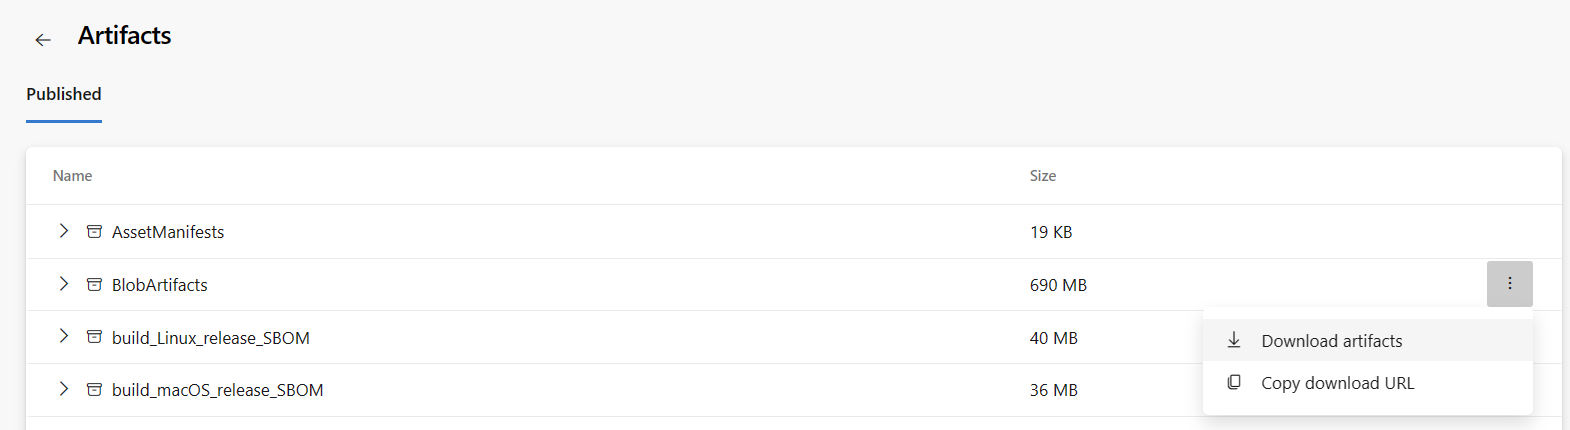 Artifacts
Published
Name Size
AssetManifests 19 KB
BlobArtifacts 690 MB
build_Linux_release_SBOM 40 MB
Download artifacts
Copy download URL
build_macOS_release_SBOM 36 MB